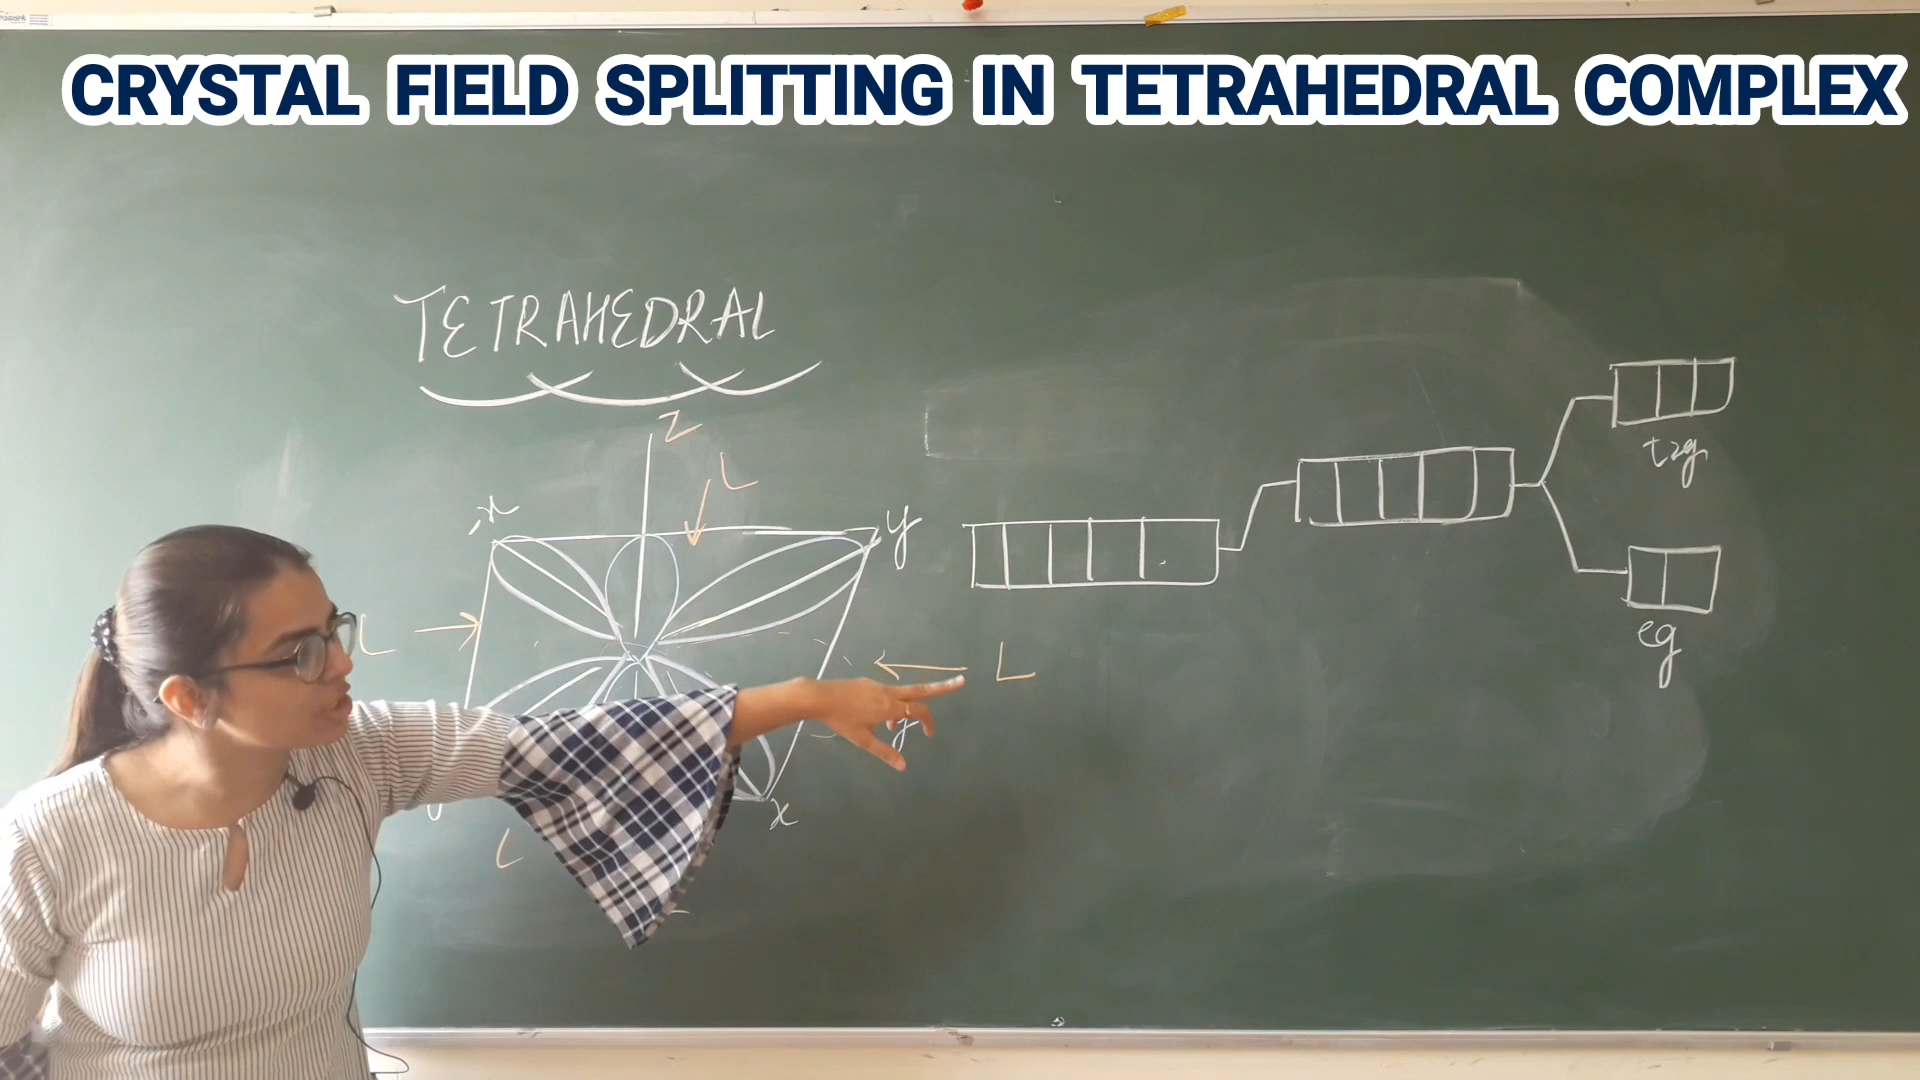 CRYSTAL FIELD SPLITTING IN TETRAHEDRAL COMPLEX
TETRAHEDRAL
Z
L
-x
y
t2g
L
L
eg
y
x
L